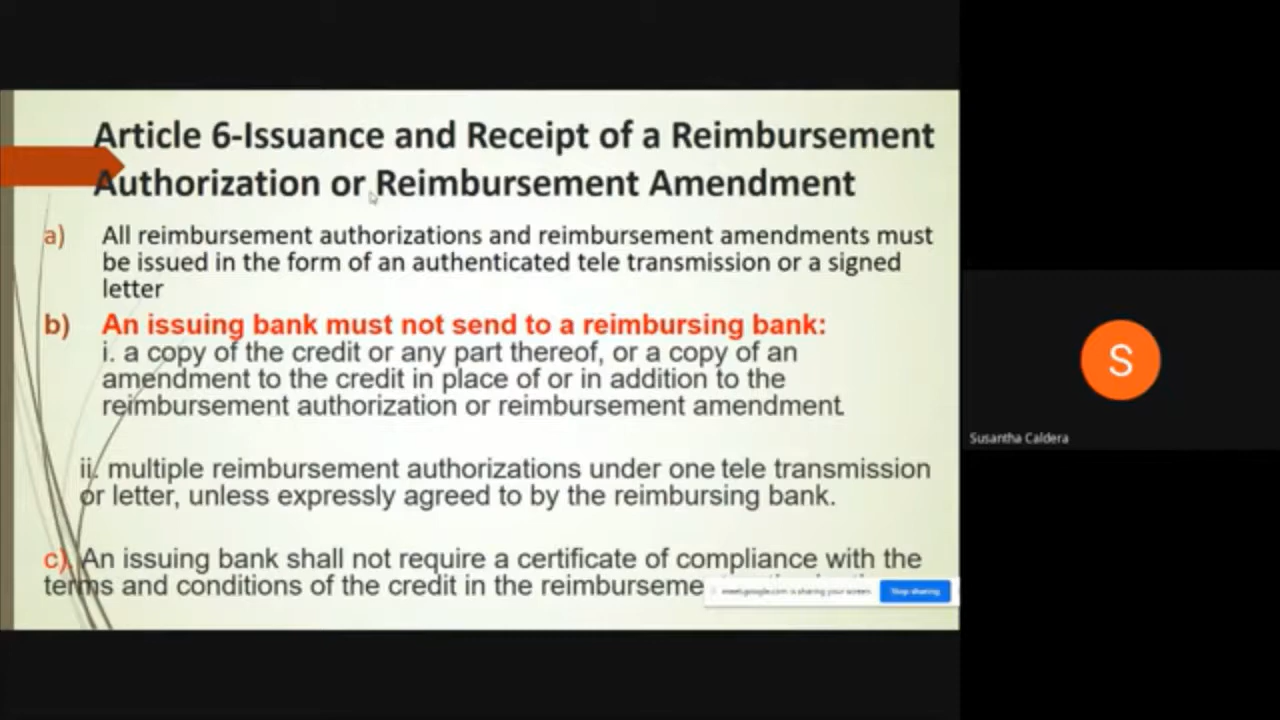 Article 6-Issuance and Receipt of a Reimbursement
Authorization or Reimbursement Amendment
a) All reimbursement authorizations and reimbursement amendments must
be issued in the form of an authenticated tele transmission or a signed
letter
b) An issuing bank must not send to a reimbursing bank:
i. a copy of the credit or any part thereof, or a copy of an
amendment to the credit in place of or in addition to the
reimbursement authorization or reimbursement amendment.
ii. multiple reimbursement authorizations under one tele transmission
or letter, unless expressly agreed to by the reimbursing bank.
c). An issuing bank shall not require a certificate of compliance with the
terms and conditions of the credit in the reimburseme
meet.google.com is sharing your screen. Stop sharing
S
Susantha Caldera